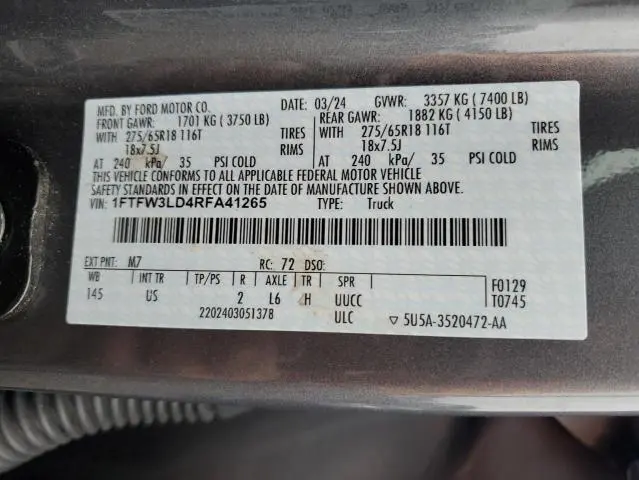 MFD. BY FORD MOTOR CO. DATE: 03/24 GVWR: 3357 KG ( 7400 LB)
FRONT GAWR: 1701 KG ( 3750 LB) REAR GAWR: 1882 KG ( 4150 LB)
WITH 275/65R18 116T TIRES WITH 275/65R18 116T TIRES
18x7.5J RIMS 18x7.5J RIMS
AT 240 kPa/ 35 PSI COLD AT 240 kPa/ 35 PSI COLD
THIS VEHICLE CONFORMS TO ALL APPLICABLE FEDERAL MOTOR VEHICLE
SAFETY STANDARDS IN EFFECT ON THE DATE OF MANUFACTURE SHOWN ABOVE.
VIN: 1FTFW3LD4RFA41265 TYPE: Truck
EXT PNT: M7 RC: 72 DSO:
WB INT TR TP/PS R AXLE TR SPR F0129
145 US 2 L6 H UUCC T0745
2202403051378 ULC ▽ 5U5A-3520472-AA